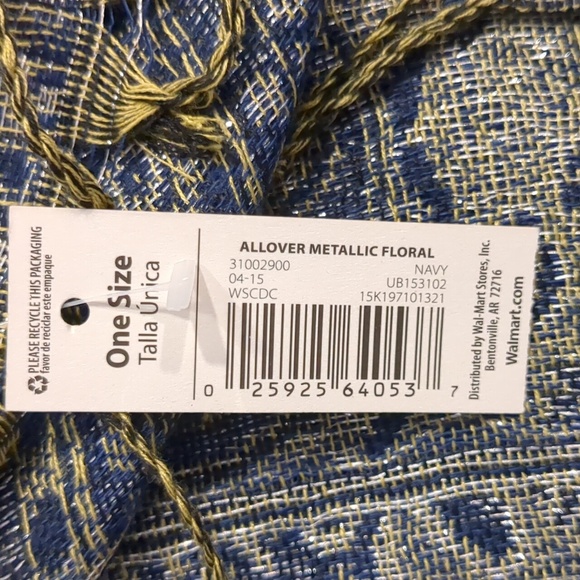 PLEASE RECYCLE THIS PACKAGING
favor de reciclar este empaque
One Size
Talla Única
ALLOVER METALLIC FLORAL
31002900 NAVY
04-15 UB153102
WSCDC 15K197101321
0 25925 64053 7
Distributed by Wal-Mart Stores, Inc.
Bentonville, AR 72716
Walmart.com